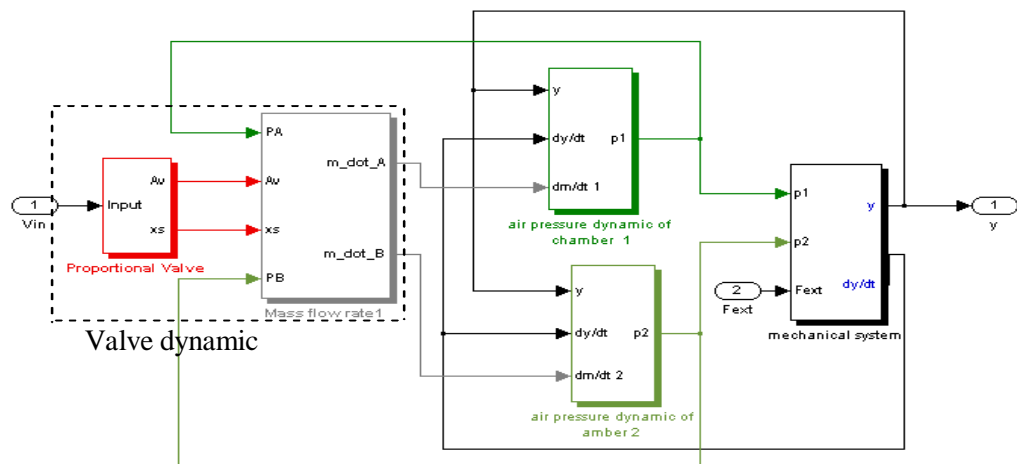 1
Vin
Input
Av
xs
Proportional Valve
PA
Av
xs
PB
m_dot_A
m_dot_B
Mass flow rate1
Valve dynamic
y
dy/dt
dm/dt 1
p1
air pressure dynamic of
chamber 1
y
dy/dt
dm/dt 2
p2
air pressure dynamic of
amber 2
2
Fext
p1
p2
Fext
y
dy/dt
mechanical system
1
y